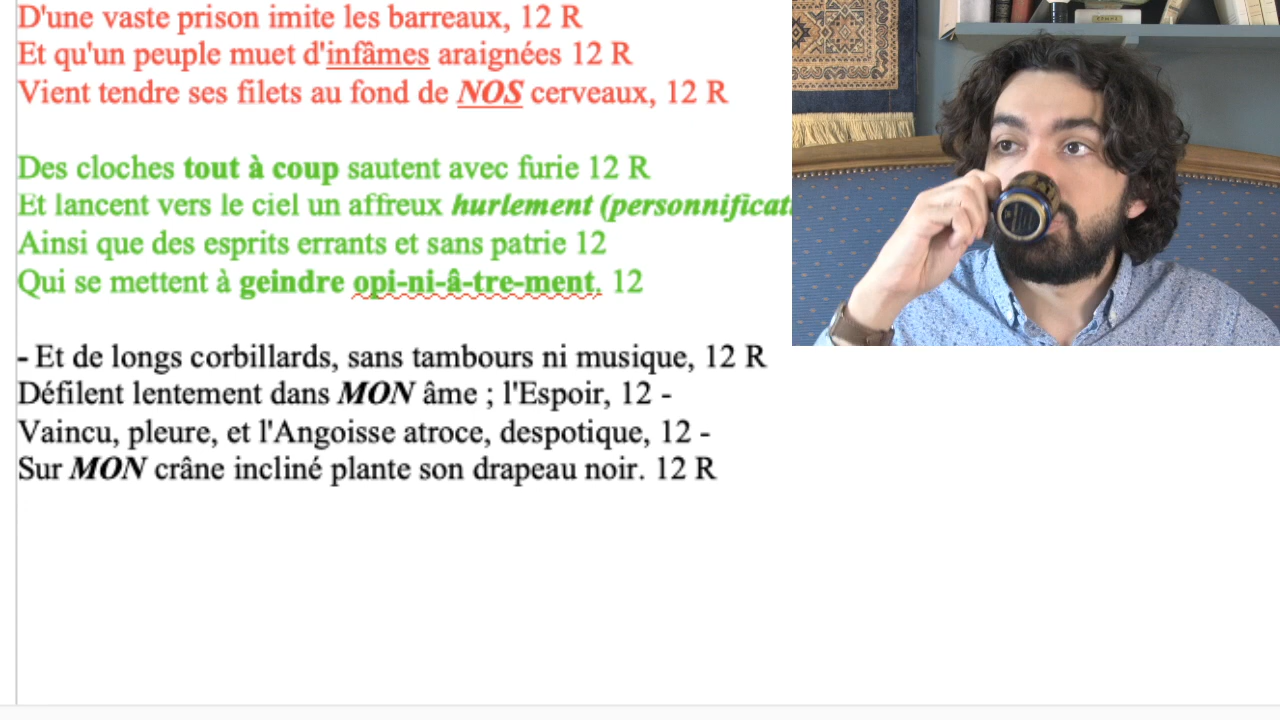 D'une vaste prison imite les barreaux, 12 R
Et qu'un peuple muet d'infâmes araignées 12 R
Vient tendre ses filets au fond de NOS cerveaux, 12 R
Des cloches tout à coup sautent avec furie 12 R
Et lancent vers le ciel un affreux hurlement (personnificat
Ainsi que des esprits errants et sans patrie 12
Qui se mettent à geindre opi-ni-â-tre-ment. 12
- Et de longs corbillards, sans tambours ni musique, 12 R
Défilent lentement dans MON âme ; l'Espoir, 12 -
Vaincu, pleure, et l'Angoisse atroce, despotique, 12 -
Sur MON crâne incliné plante son drapeau noir. 12 R